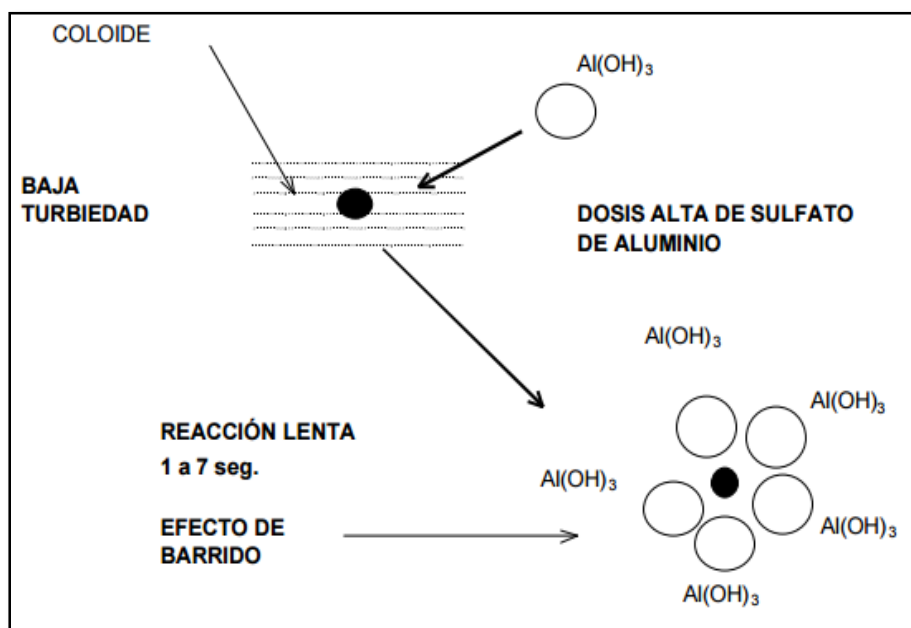 COLOIDE
Al(OH)₃
BAJA
TURBIEDAD
DOSIS ALTA DE SULFATO
DE ALUMINIO
Al(OH)₃
Al(OH)₃
REACCIÓN LENTA
1 a 7 seg.
Al(OH)₃
Al(OH)₃
EFECTO DE
BARRIDO
Al(OH)₃